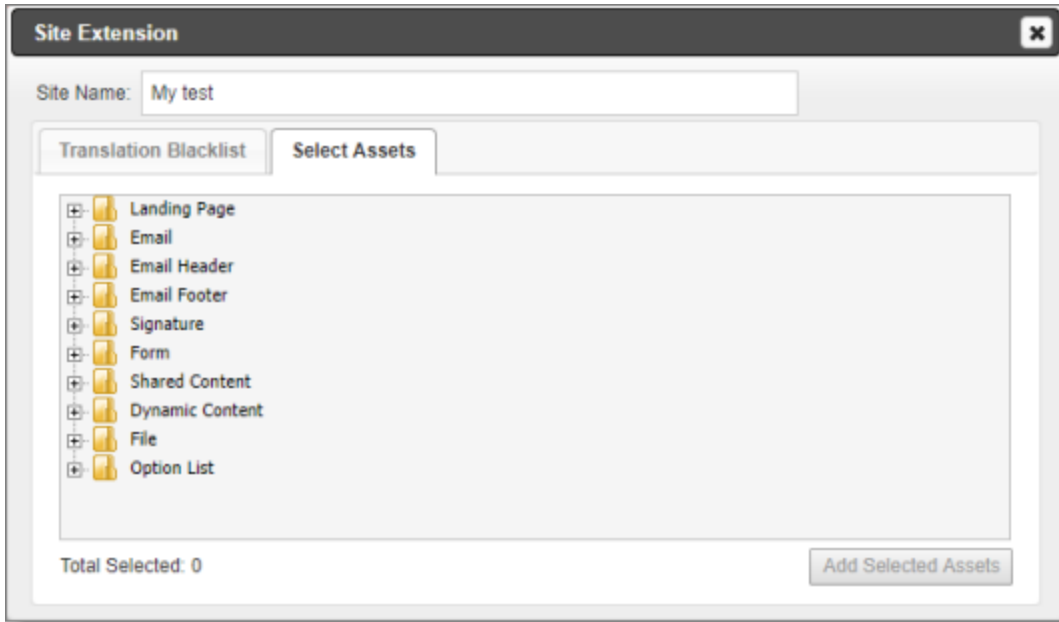 Site Extension
Site Name: My test
Translation Blacklist Select Assets
Landing Page
Email
Email Header
Email Footer
Signature
Form
Shared Content
Dynamic Content
File
Option List
Total Selected: 0 Add Selected Assets